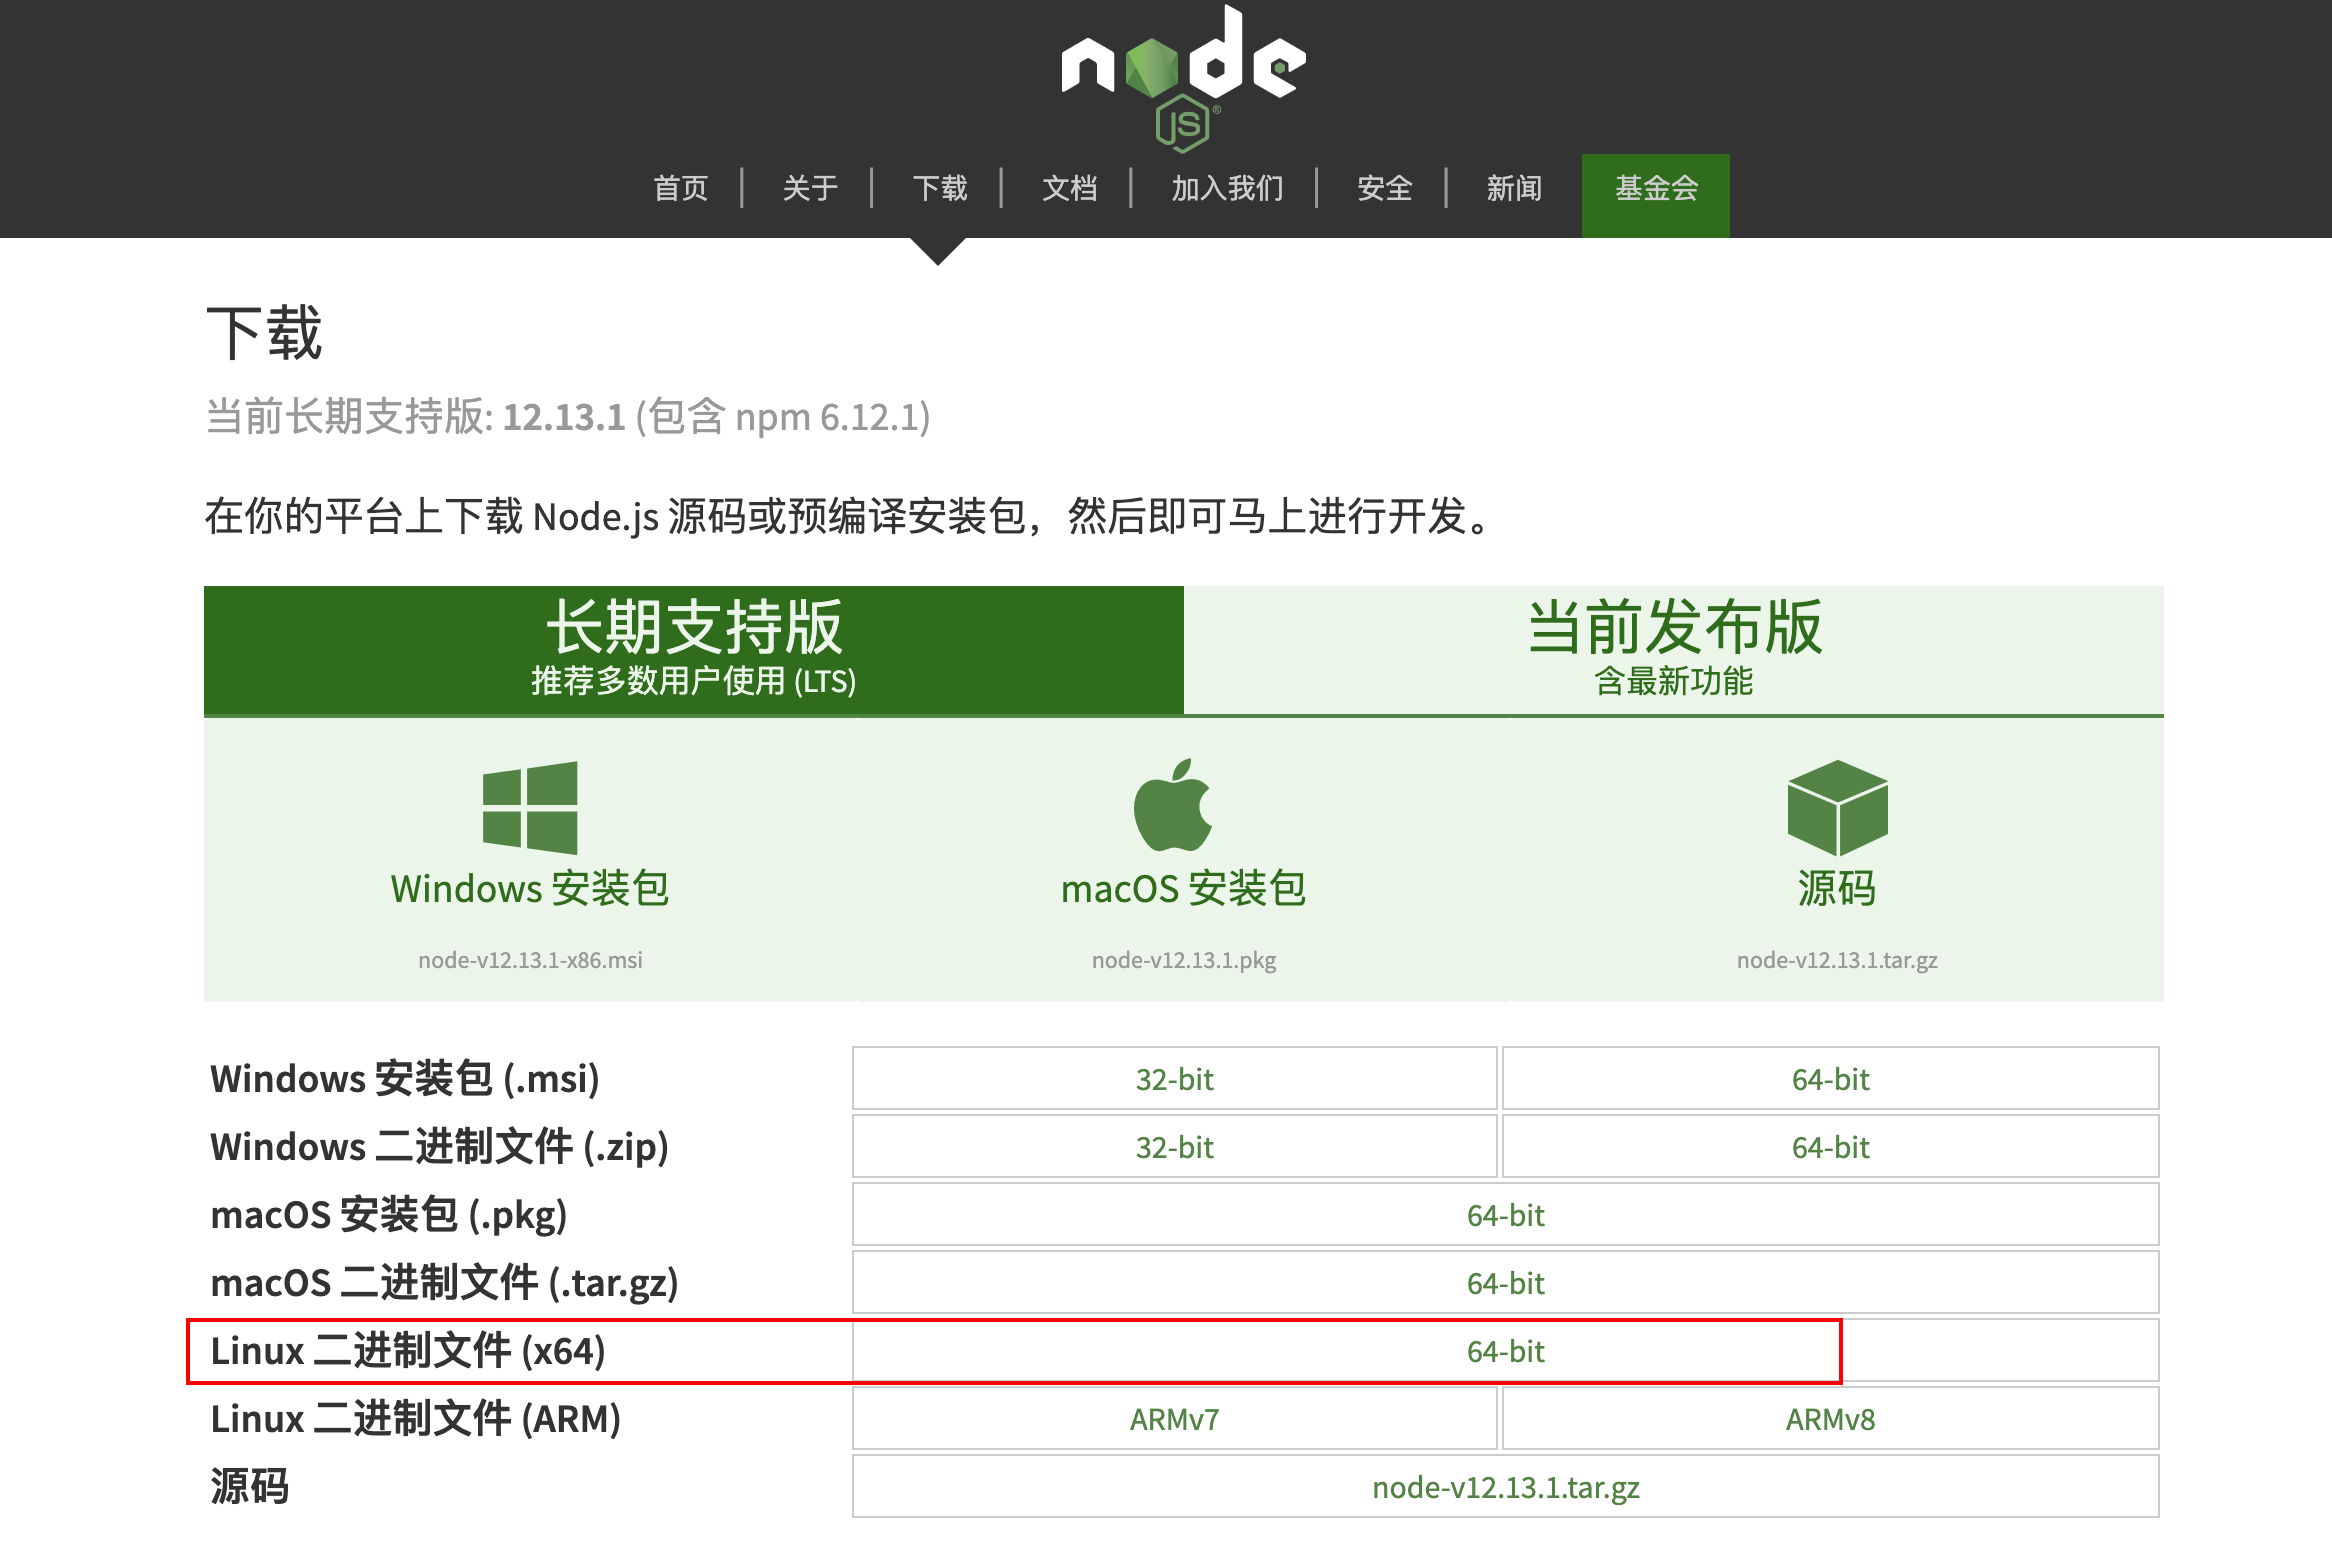 node
JS ®
首页 关于 下载 文档 加入我们 安全 新闻 基金会
下载
当前长期支持版: 12.13.1 (包含 npm 6.12.1)
在你的平台上下载 Node.js 源码或预编译安装包，然后即可马上进行开发。
长期支持版
推荐多数用户使用 (LTS)
当前发布版
含最新功能
Windows 安装包
node-v12.13.1-x86.msi
macOS 安装包
node-v12.13.1.pkg
源码
node-v12.13.1.tar.gz
Windows 安装包 (.msi) 32-bit 64-bit
Windows 二进制文件 (.zip) 32-bit 64-bit
macOS 安装包 (.pkg) 64-bit
macOS 二进制文件 (.tar.gz) 64-bit
Linux 二进制文件 (x64) 64-bit
Linux 二进制文件 (ARM) ARMv7 ARMv8
源码 node-v12.13.1.tar.gz